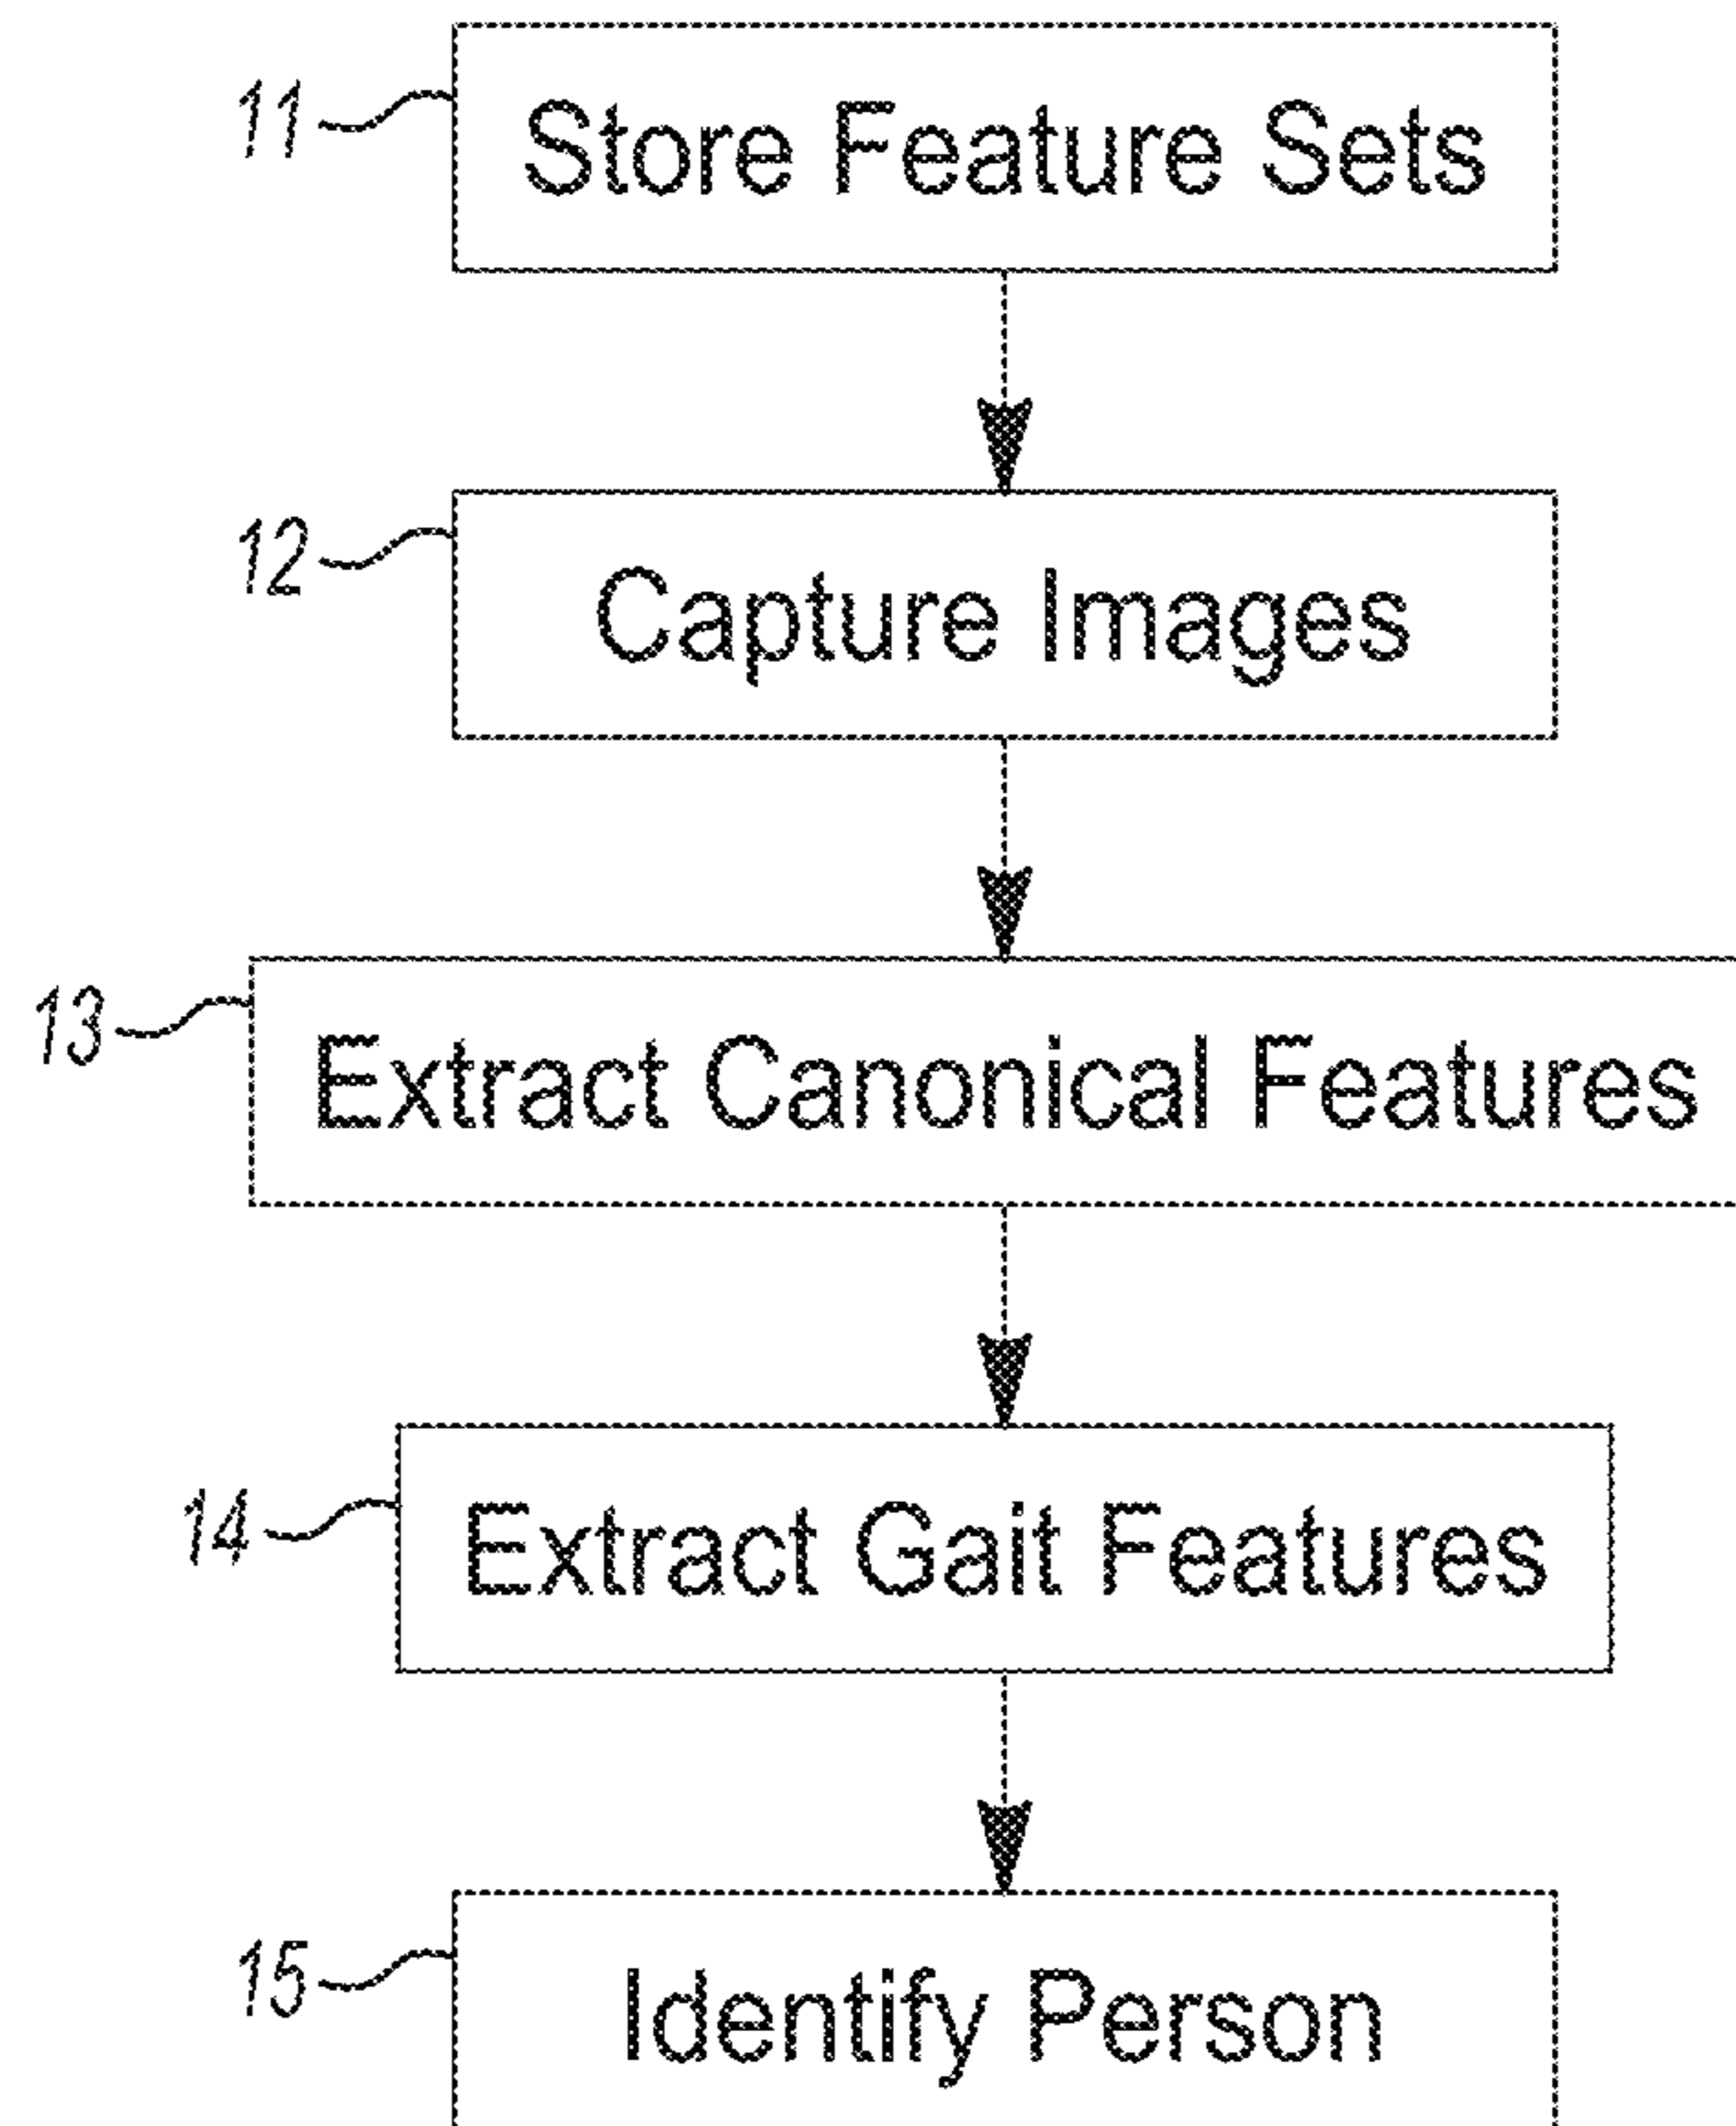 11 Store Feature Sets
12 Capture Images
13 Extract Canonical Features
14 Extract Gait Features
15 Identify Person